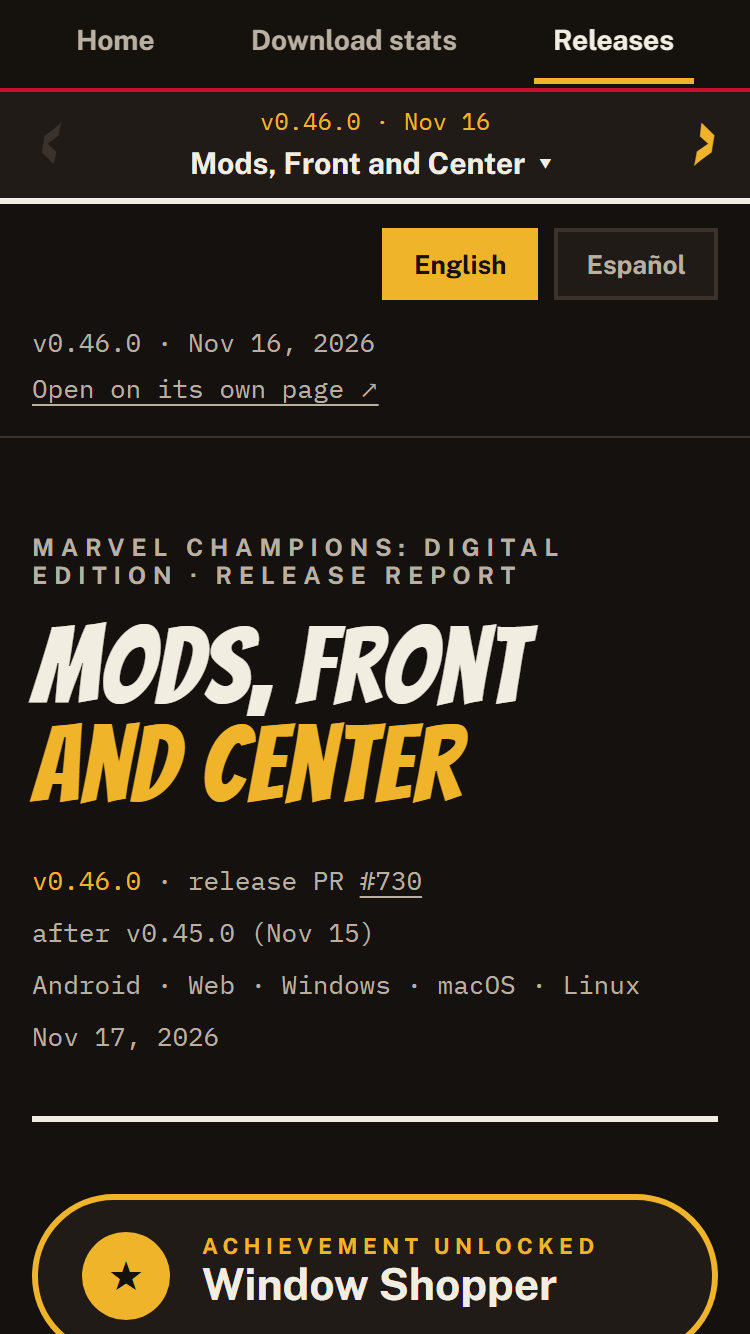 Home Download stats Releases
v0.46.0 · Nov 16
Mods, Front and Center ▼
English Español
v0.46.0 · Nov 16, 2026
Open on its own page ↗
MARVEL CHAMPIONS: DIGITAL
EDITION · RELEASE REPORT
MODS, FRONT
AND CENTER
v0.46.0 · release PR #730
after v0.45.0 (Nov 15)
Android · Web · Windows · macOS · Linux
Nov 17, 2026
ACHIEVEMENT UNLOCKED
Window Shopper